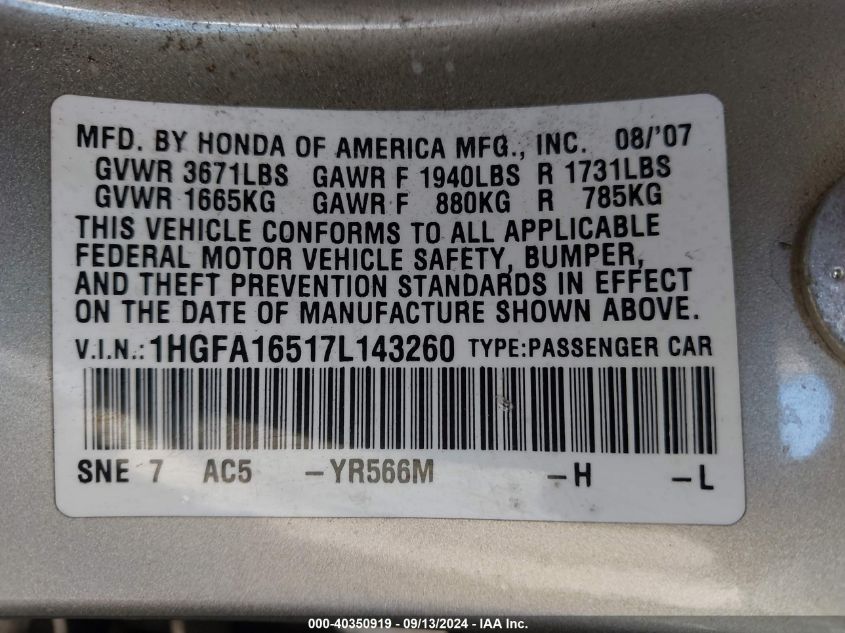 MFD. BY HONDA OF AMERICA MFG., INC. 08/'07
GVWR 3671LBS GAWR F 1940LBS R 1731LBS
GVWR 1665KG GAWR F 880KG R 785KG
THIS VEHICLE CONFORMS TO ALL APPLICABLE
FEDERAL MOTOR VEHICLE SAFETY, BUMPER,
AND THEFT PREVENTION STANDARDS IN EFFECT
ON THE DATE OF MANUFACTURE SHOWN ABOVE.
V.I.N.: 1HGFA16517L143260 TYPE:PASSENGER CAR
SNE 7 AC5 -YR566M -H -L
000-40350919 - 09/13/2024 - IAA Inc.